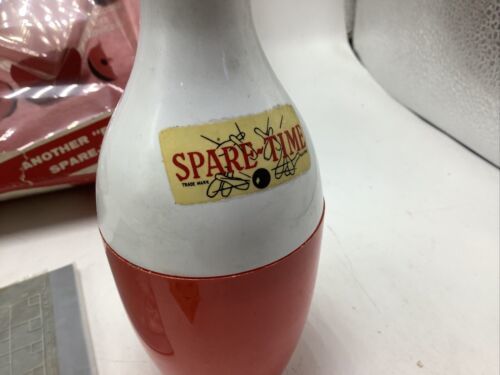 ANOTHER "
SPARE
SPARE-TIME
TRADE MARK